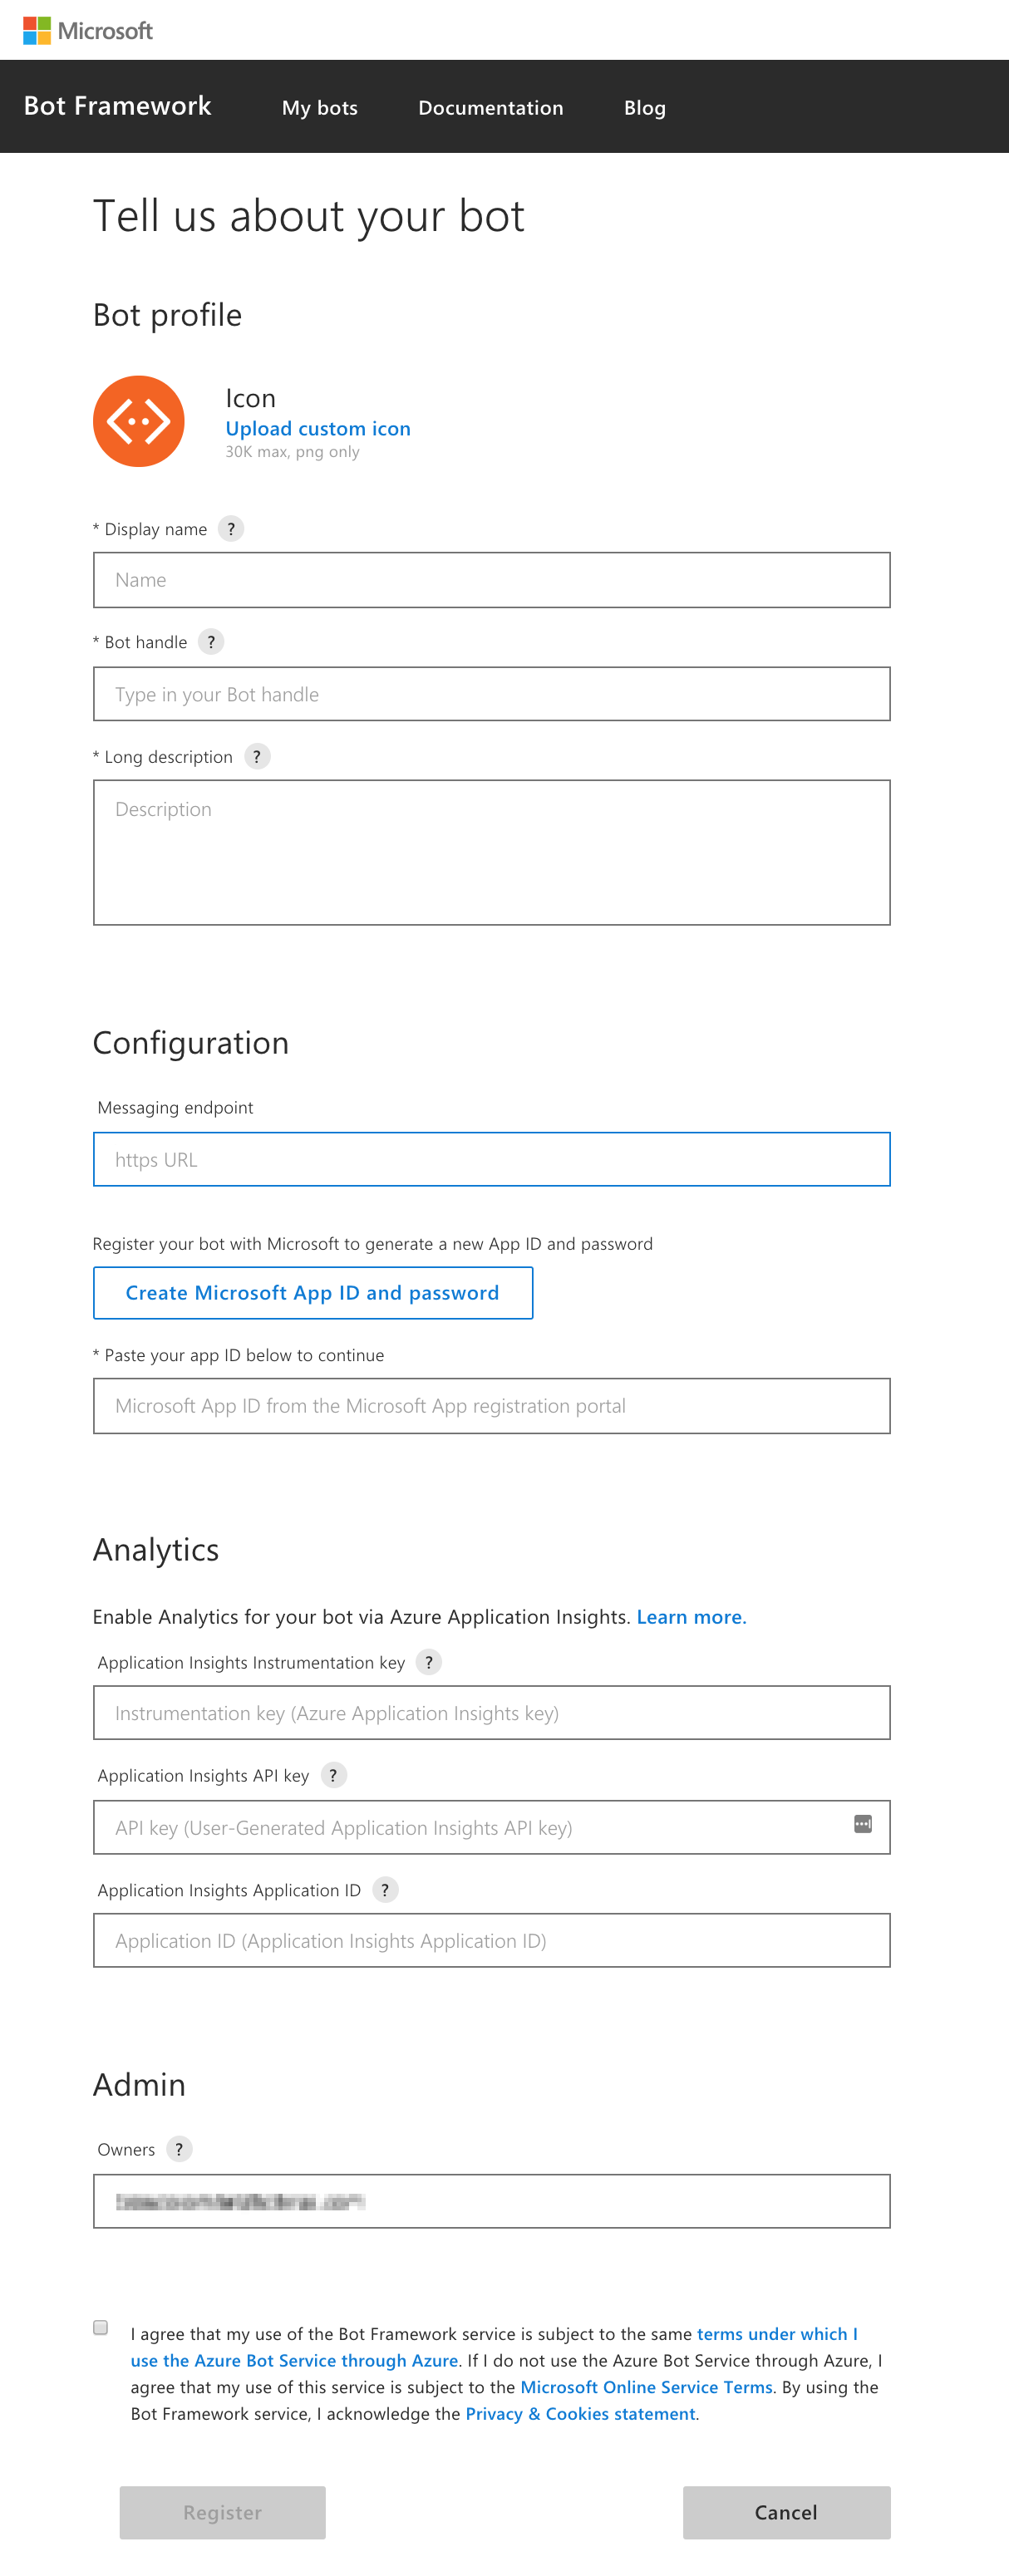 Microsoft
Bot Framework My bots Documentation Blog
Tell us about your bot
Bot profile
Icon
Upload custom icon
30K max, png only
* Display name ?
Name
* Bot handle ?
Type in your Bot handle
* Long description ?
Description
Configuration
Messaging endpoint
https URL
Register your bot with Microsoft to generate a new App ID and password
Create Microsoft App ID and password
* Paste your app ID below to continue
Microsoft App ID from the Microsoft App registration portal
Analytics
Enable Analytics for your bot via Azure Application Insights. Learn more.
Application Insights Instrumentation key ?
Instrumentation key (Azure Application Insights key)
Application Insights API key ?
API key (User-Generated Application Insights API key)
Application Insights Application ID ?
Application ID (Application Insights Application ID)
Admin
Owners ?
I agree that my use of the Bot Framework service is subject to the same terms under which I
use the Azure Bot Service through Azure. If I do not use the Azure Bot Service through Azure, I
agree that my use of this service is subject to the Microsoft Online Service Terms. By using the
Bot Framework service, I acknowledge the Privacy & Cookies statement.
Register Cancel